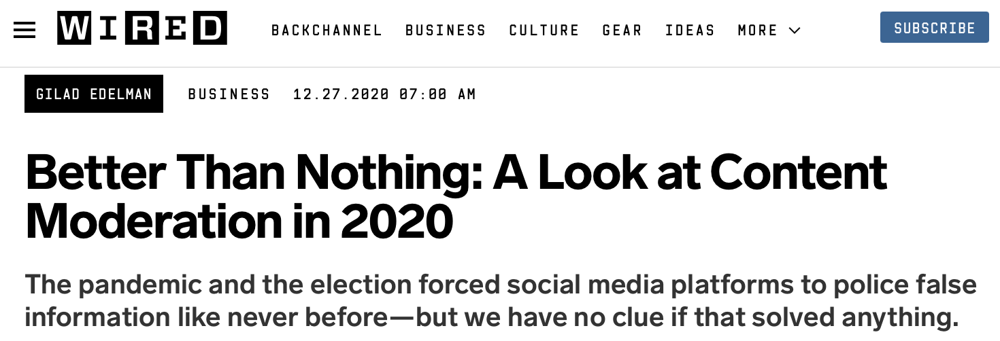 WIRED BACKCHANNEL BUSINESS CULTURE GEAR IDEAS MORE SUBSCRIBE
GILAD EDELMAN BUSINESS 12.27.2020 07:00 AM
Better Than Nothing: A Look at Content
Moderation in 2020
The pandemic and the election forced social media platforms to police false
information like never before—but we have no clue if that solved anything.